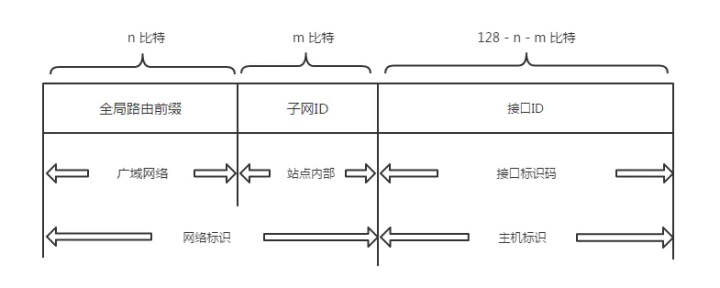 n 比特 m 比特 128 - n - m 比特
全局路由前缀 子网ID 接口ID
广域网络 站点内部 接口标识码
网络标识 主机标识